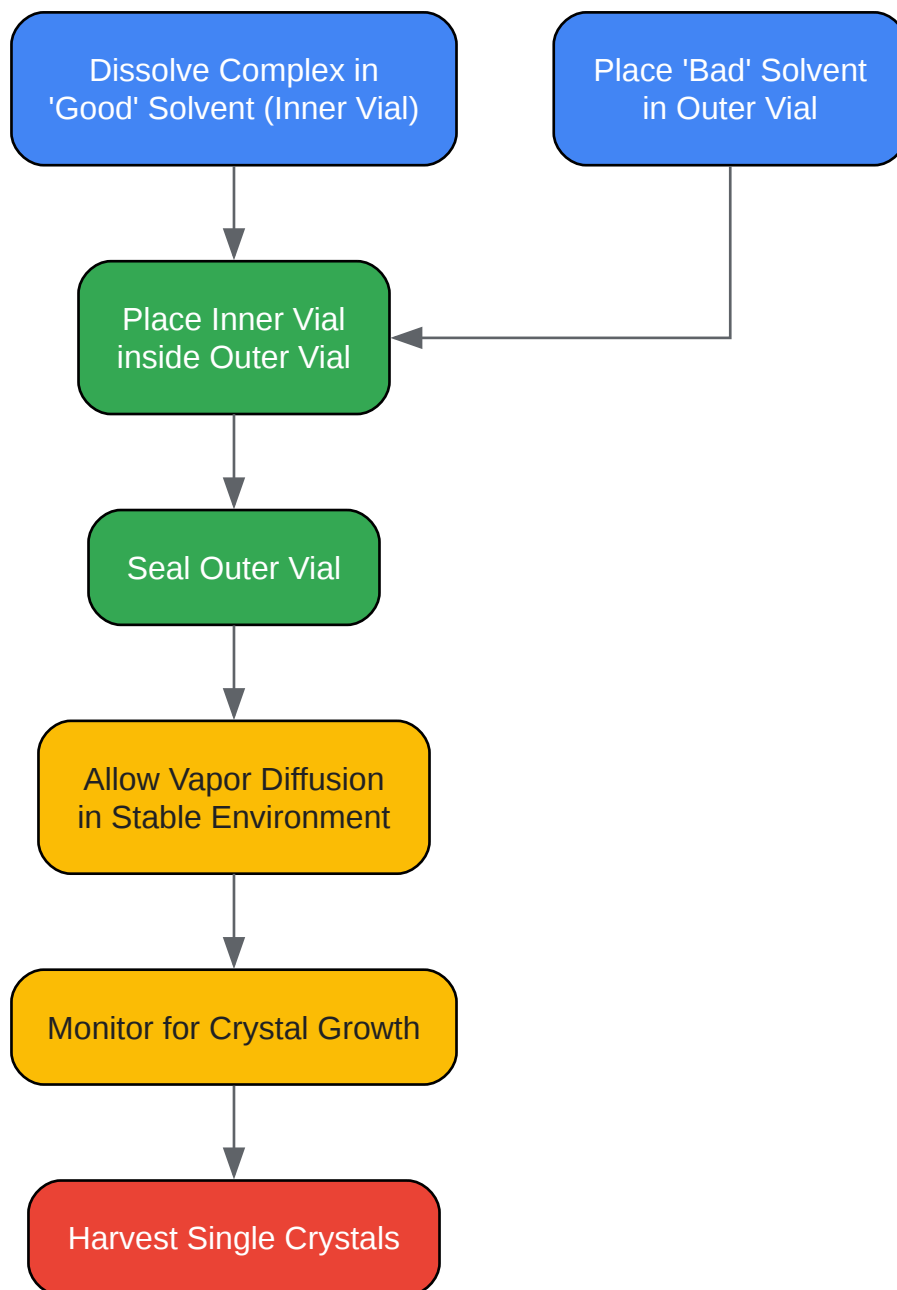 Dissolve Complex in
'Good' Solvent (Inner Vial)
Place 'Bad' Solvent
in Outer Vial
Place Inner Vial
inside Outer Vial
Seal Outer Vial
Allow Vapor Diffusion
in Stable Environment
Monitor for Crystal Growth
Harvest Single Crystals